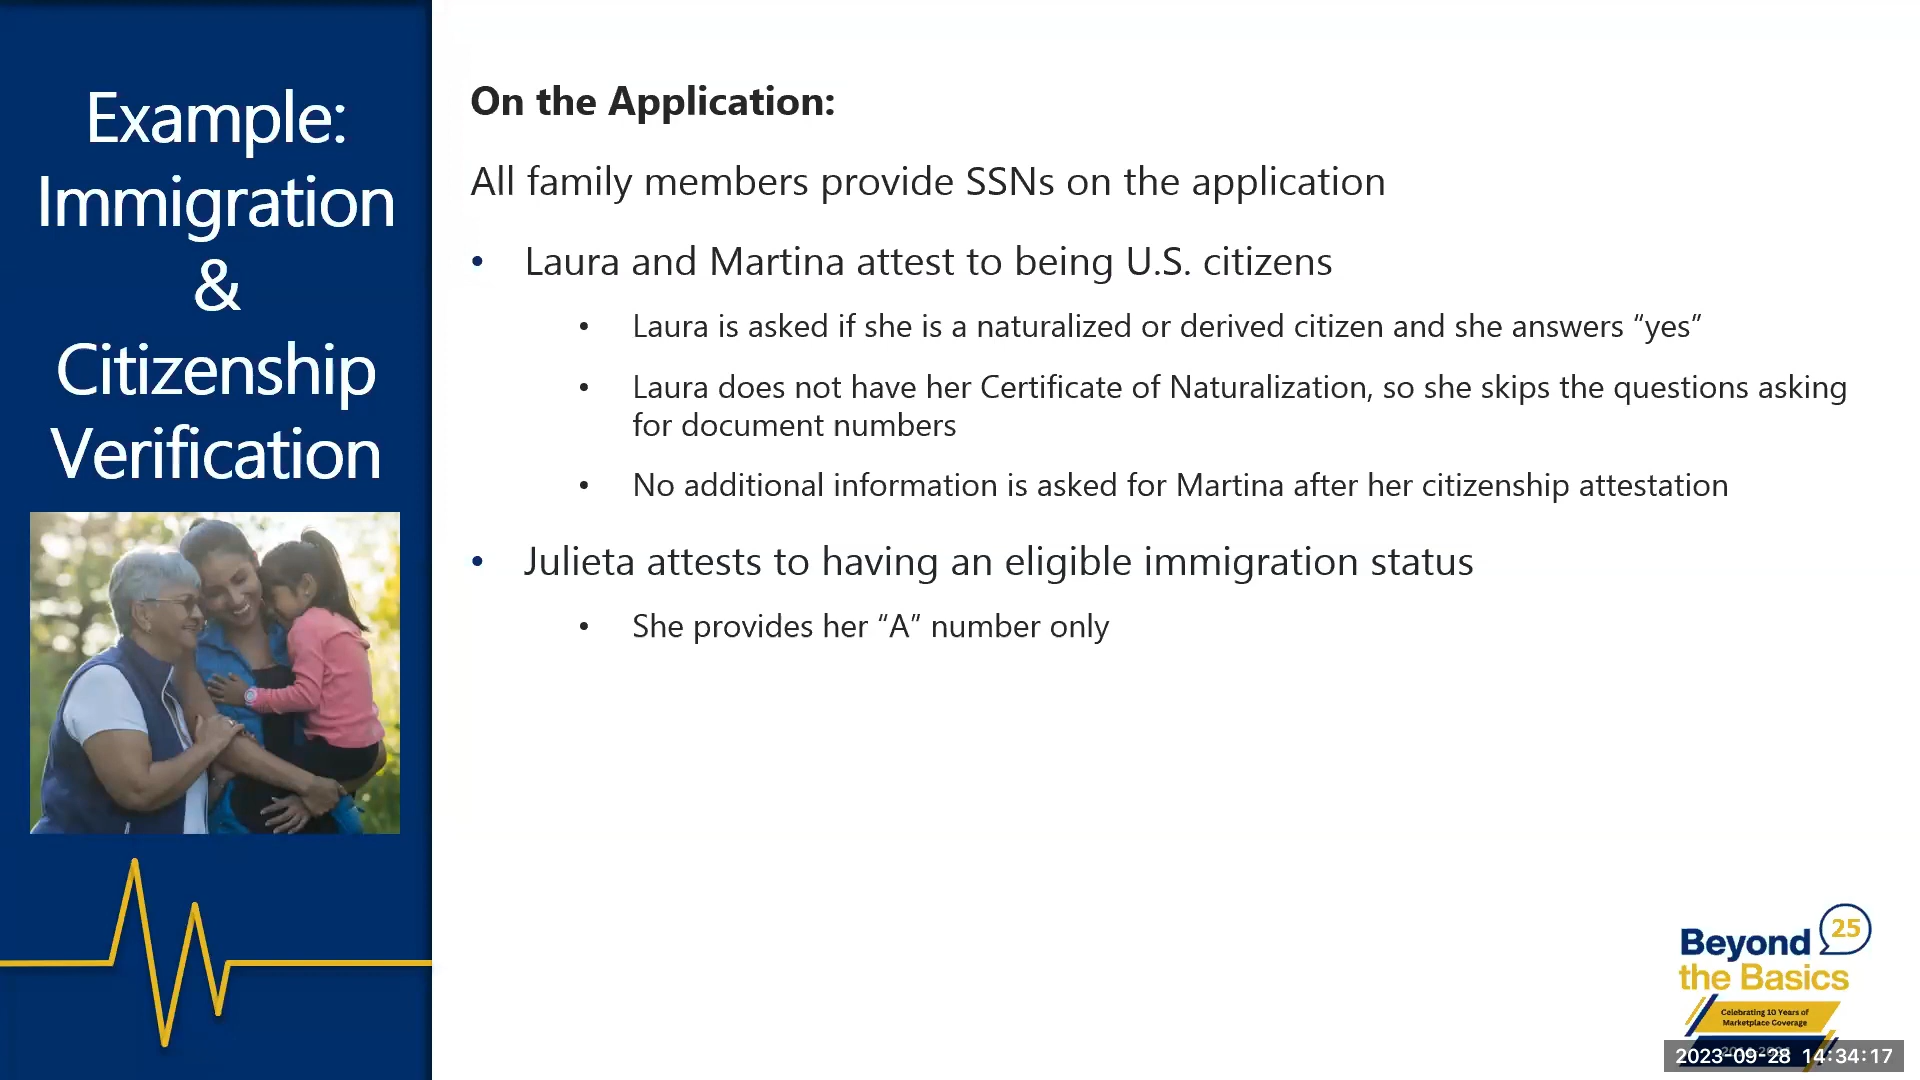 Example:
Immigration
&
Citizenship
Verification
On the Application:
All family members provide SSNs on the application
• Laura and Martina attest to being U.S. citizens
• Laura is asked if she is a naturalized or derived citizen and she answers “yes”
• Laura does not have her Certificate of Naturalization, so she skips the questions asking
for document numbers
• No additional information is asked for Martina after her citizenship attestation
• Julieta attests to having an eligible immigration status
• She provides her “A” number only
25
Beyond
the Basics
Celebrating 10 Years of
Marketplace Coverage
2023-09-28 14:34:17